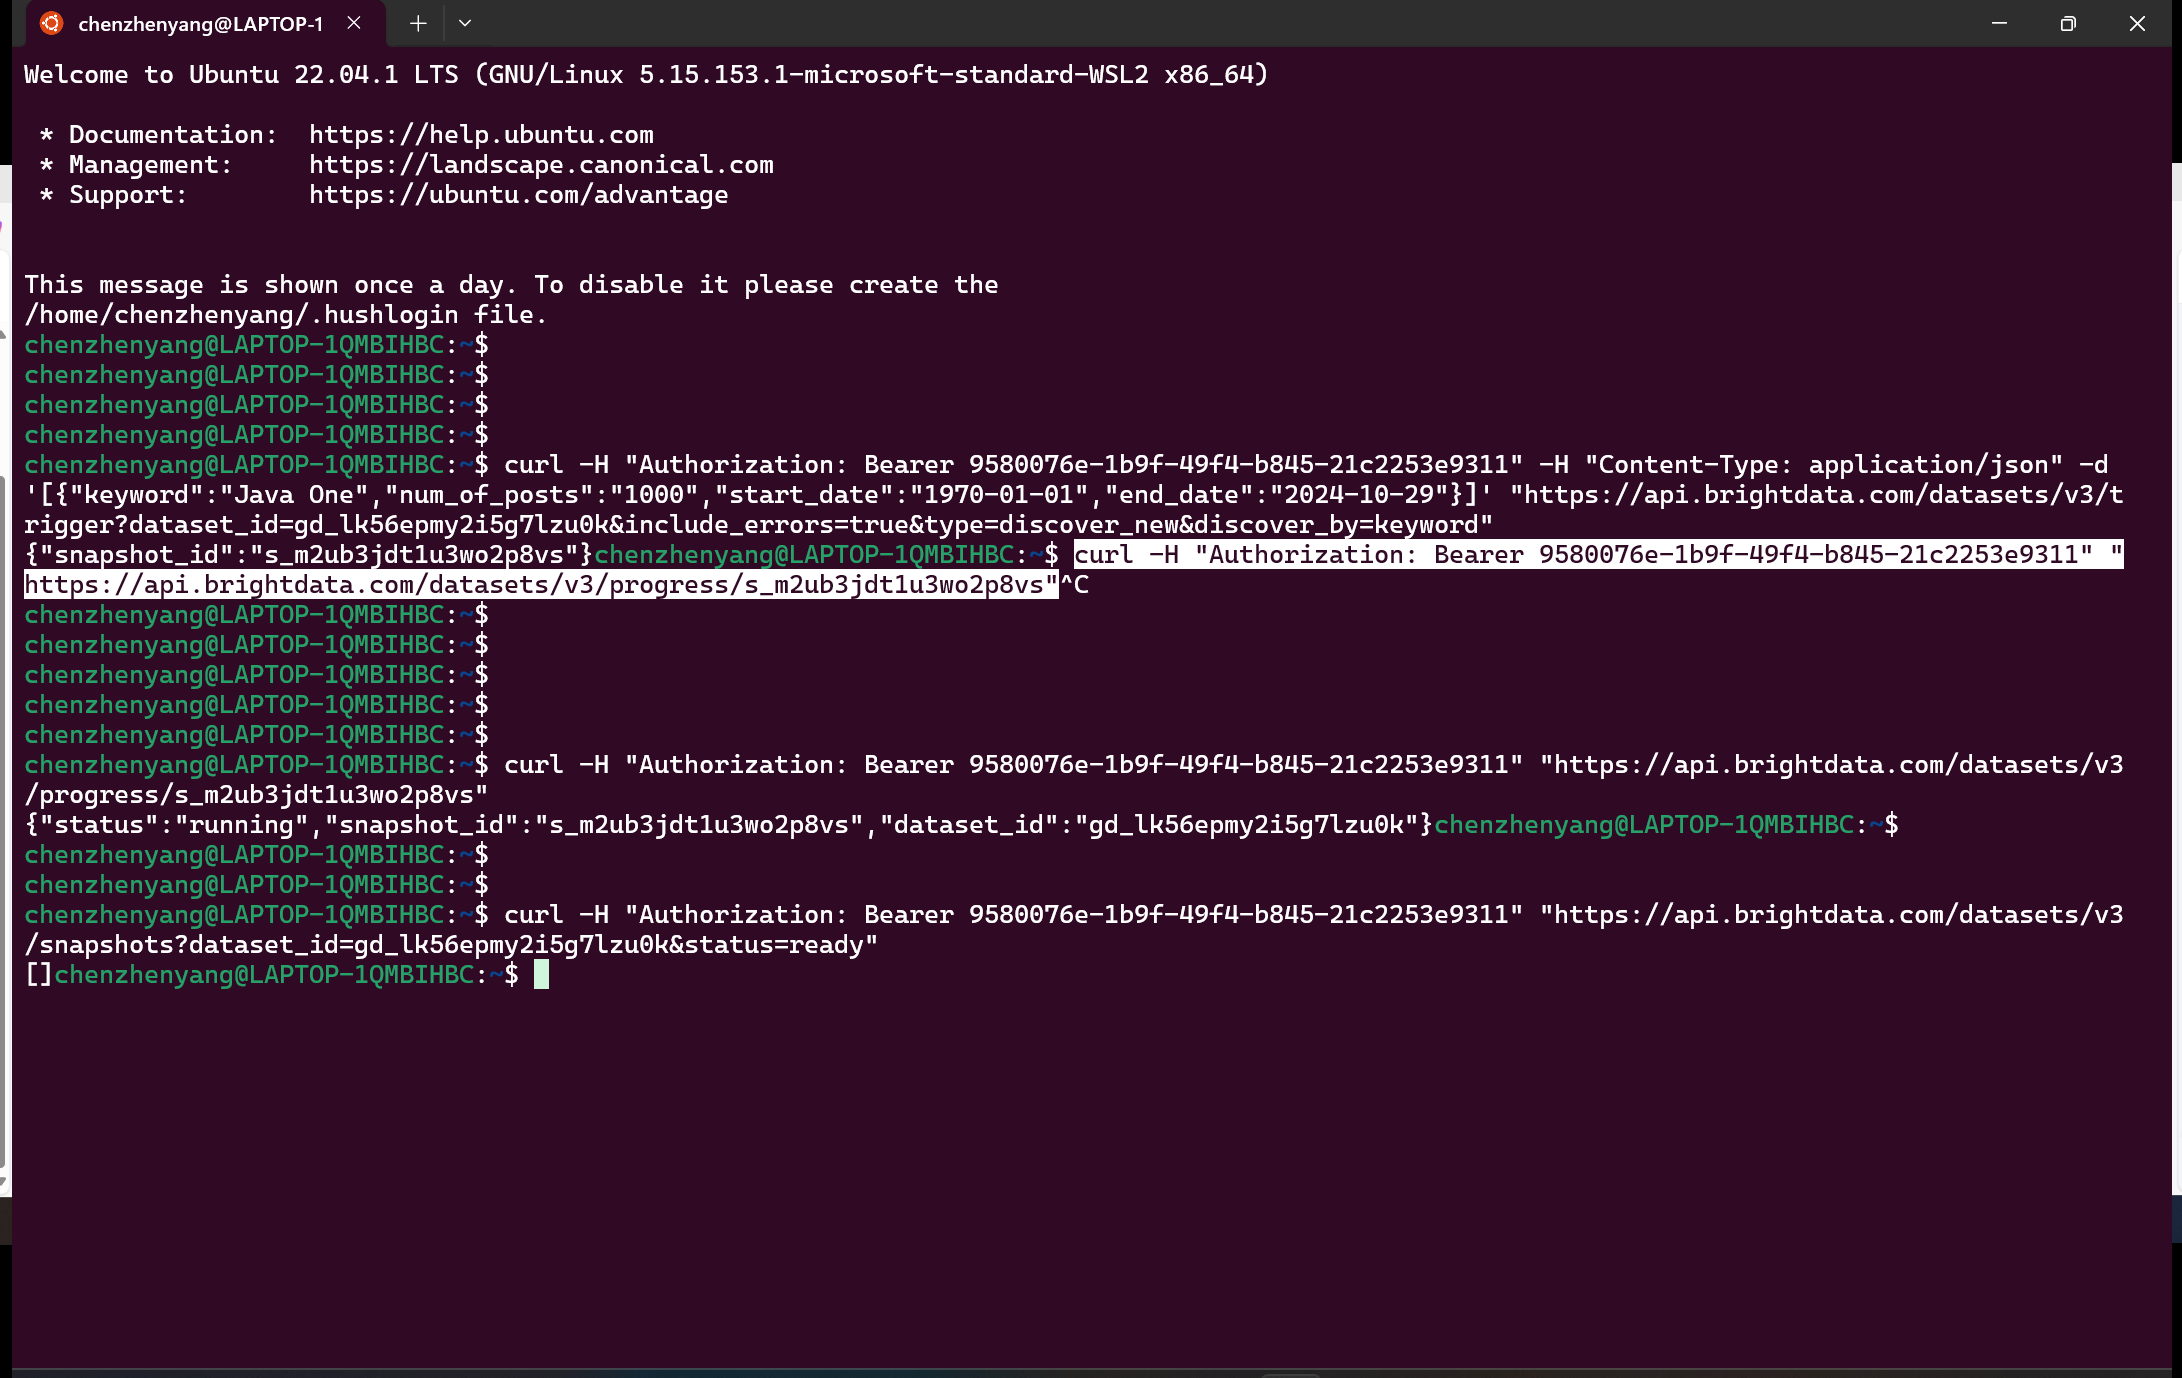 chenzhenyang@LAPTOP-1
Welcome to Ubuntu 22.04.1 LTS (GNU/Linux 5.15.153.1-microsoft-standard-WSL2 x86_64)
* Documentation:  https://help.ubuntu.com
* Management:     https://landscape.canonical.com
* Support:        https://ubuntu.com/advantage
This message is shown once a day. To disable it please create the
/home/chenzhenyang/.hushlogin file.
chenzhenyang@LAPTOP-1QMBIHBC:~$
chenzhenyang@LAPTOP-1QMBIHBC:~$
chenzhenyang@LAPTOP-1QMBIHBC:~$
chenzhenyang@LAPTOP-1QMBIHBC:~$
chenzhenyang@LAPTOP-1QMBIHBC:~$ curl -H "Authorization: Bearer 9580076e-1b9f-49f4-b845-21c2253e9311" -H "Content-Type: application/json" -d
'[{"keyword":"Java One","num_of_posts":"1000","start_date":"1970-01-01","end_date":"2024-10-29"}]' "https://api.brightdata.com/datasets/v3/t
rigger?dataset_id=gd_lk56epmy2i5g7lzu0k&include_errors=true&type=discover_new&discover_by=keyword"
{"snapshot_id":"s_m2ub3jdt1u3wo2p8vs"}chenzhenyang@LAPTOP-1QMBIHBC:~$ curl -H "Authorization: Bearer 9580076e-1b9f-49f4-b845-21c2253e9311" "
https://api.brightdata.com/datasets/v3/progress/s_m2ub3jdt1u3wo2p8vs"^C
chenzhenyang@LAPTOP-1QMBIHBC:~$
chenzhenyang@LAPTOP-1QMBIHBC:~$
chenzhenyang@LAPTOP-1QMBIHBC:~$
chenzhenyang@LAPTOP-1QMBIHBC:~$
chenzhenyang@LAPTOP-1QMBIHBC:~$
chenzhenyang@LAPTOP-1QMBIHBC:~$ curl -H "Authorization: Bearer 9580076e-1b9f-49f4-b845-21c2253e9311" "https://api.brightdata.com/datasets/v3
/progress/s_m2ub3jdt1u3wo2p8vs"
{"status":"running","snapshot_id":"s_m2ub3jdt1u3wo2p8vs","dataset_id":"gd_lk56epmy2i5g7lzu0k"}chenzhenyang@LAPTOP-1QMBIHBC:~$
chenzhenyang@LAPTOP-1QMBIHBC:~$
chenzhenyang@LAPTOP-1QMBIHBC:~$
chenzhenyang@LAPTOP-1QMBIHBC:~$ curl -H "Authorization: Bearer 9580076e-1b9f-49f4-b845-21c2253e9311" "https://api.brightdata.com/datasets/v3
/snapshots?dataset_id=gd_lk56epmy2i5g7lzu0k&status=ready"
[]chenzhenyang@LAPTOP-1QMBIHBC:~$